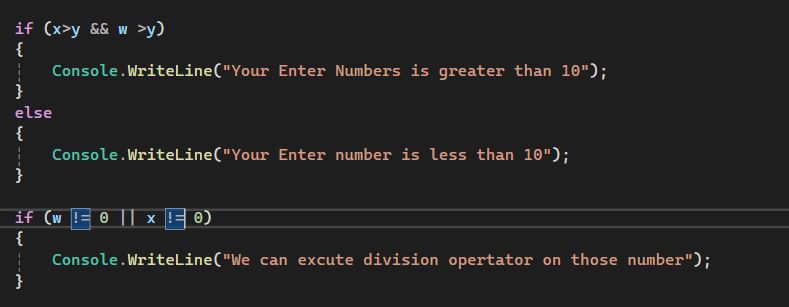 if (x>y && w >y)
{
Console.WriteLine("Your Enter Numbers is greater than 10");
}
else
{
Console.WriteLine("Your Enter number is less than 10");
}
if (w != 0 || x != 0)
{
Console.WriteLine("We can excute division opertator on those number");
}